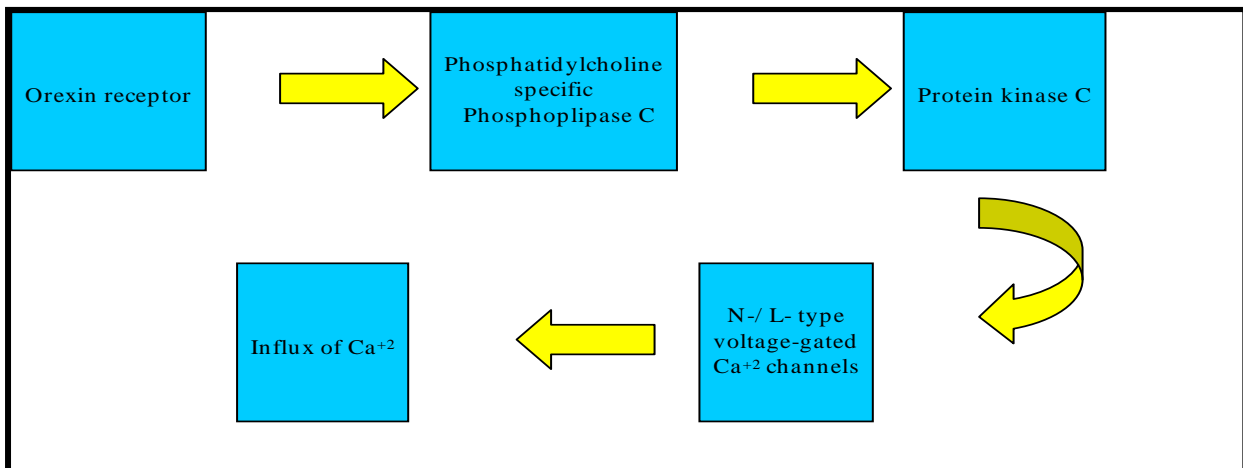 Orexin receptor
Phosphatidylcholine
specific
Phosphoplipase C
Protein kinase C
N-/ L- type
voltage-gated
Ca⁺² channels
Influx of Ca⁺²